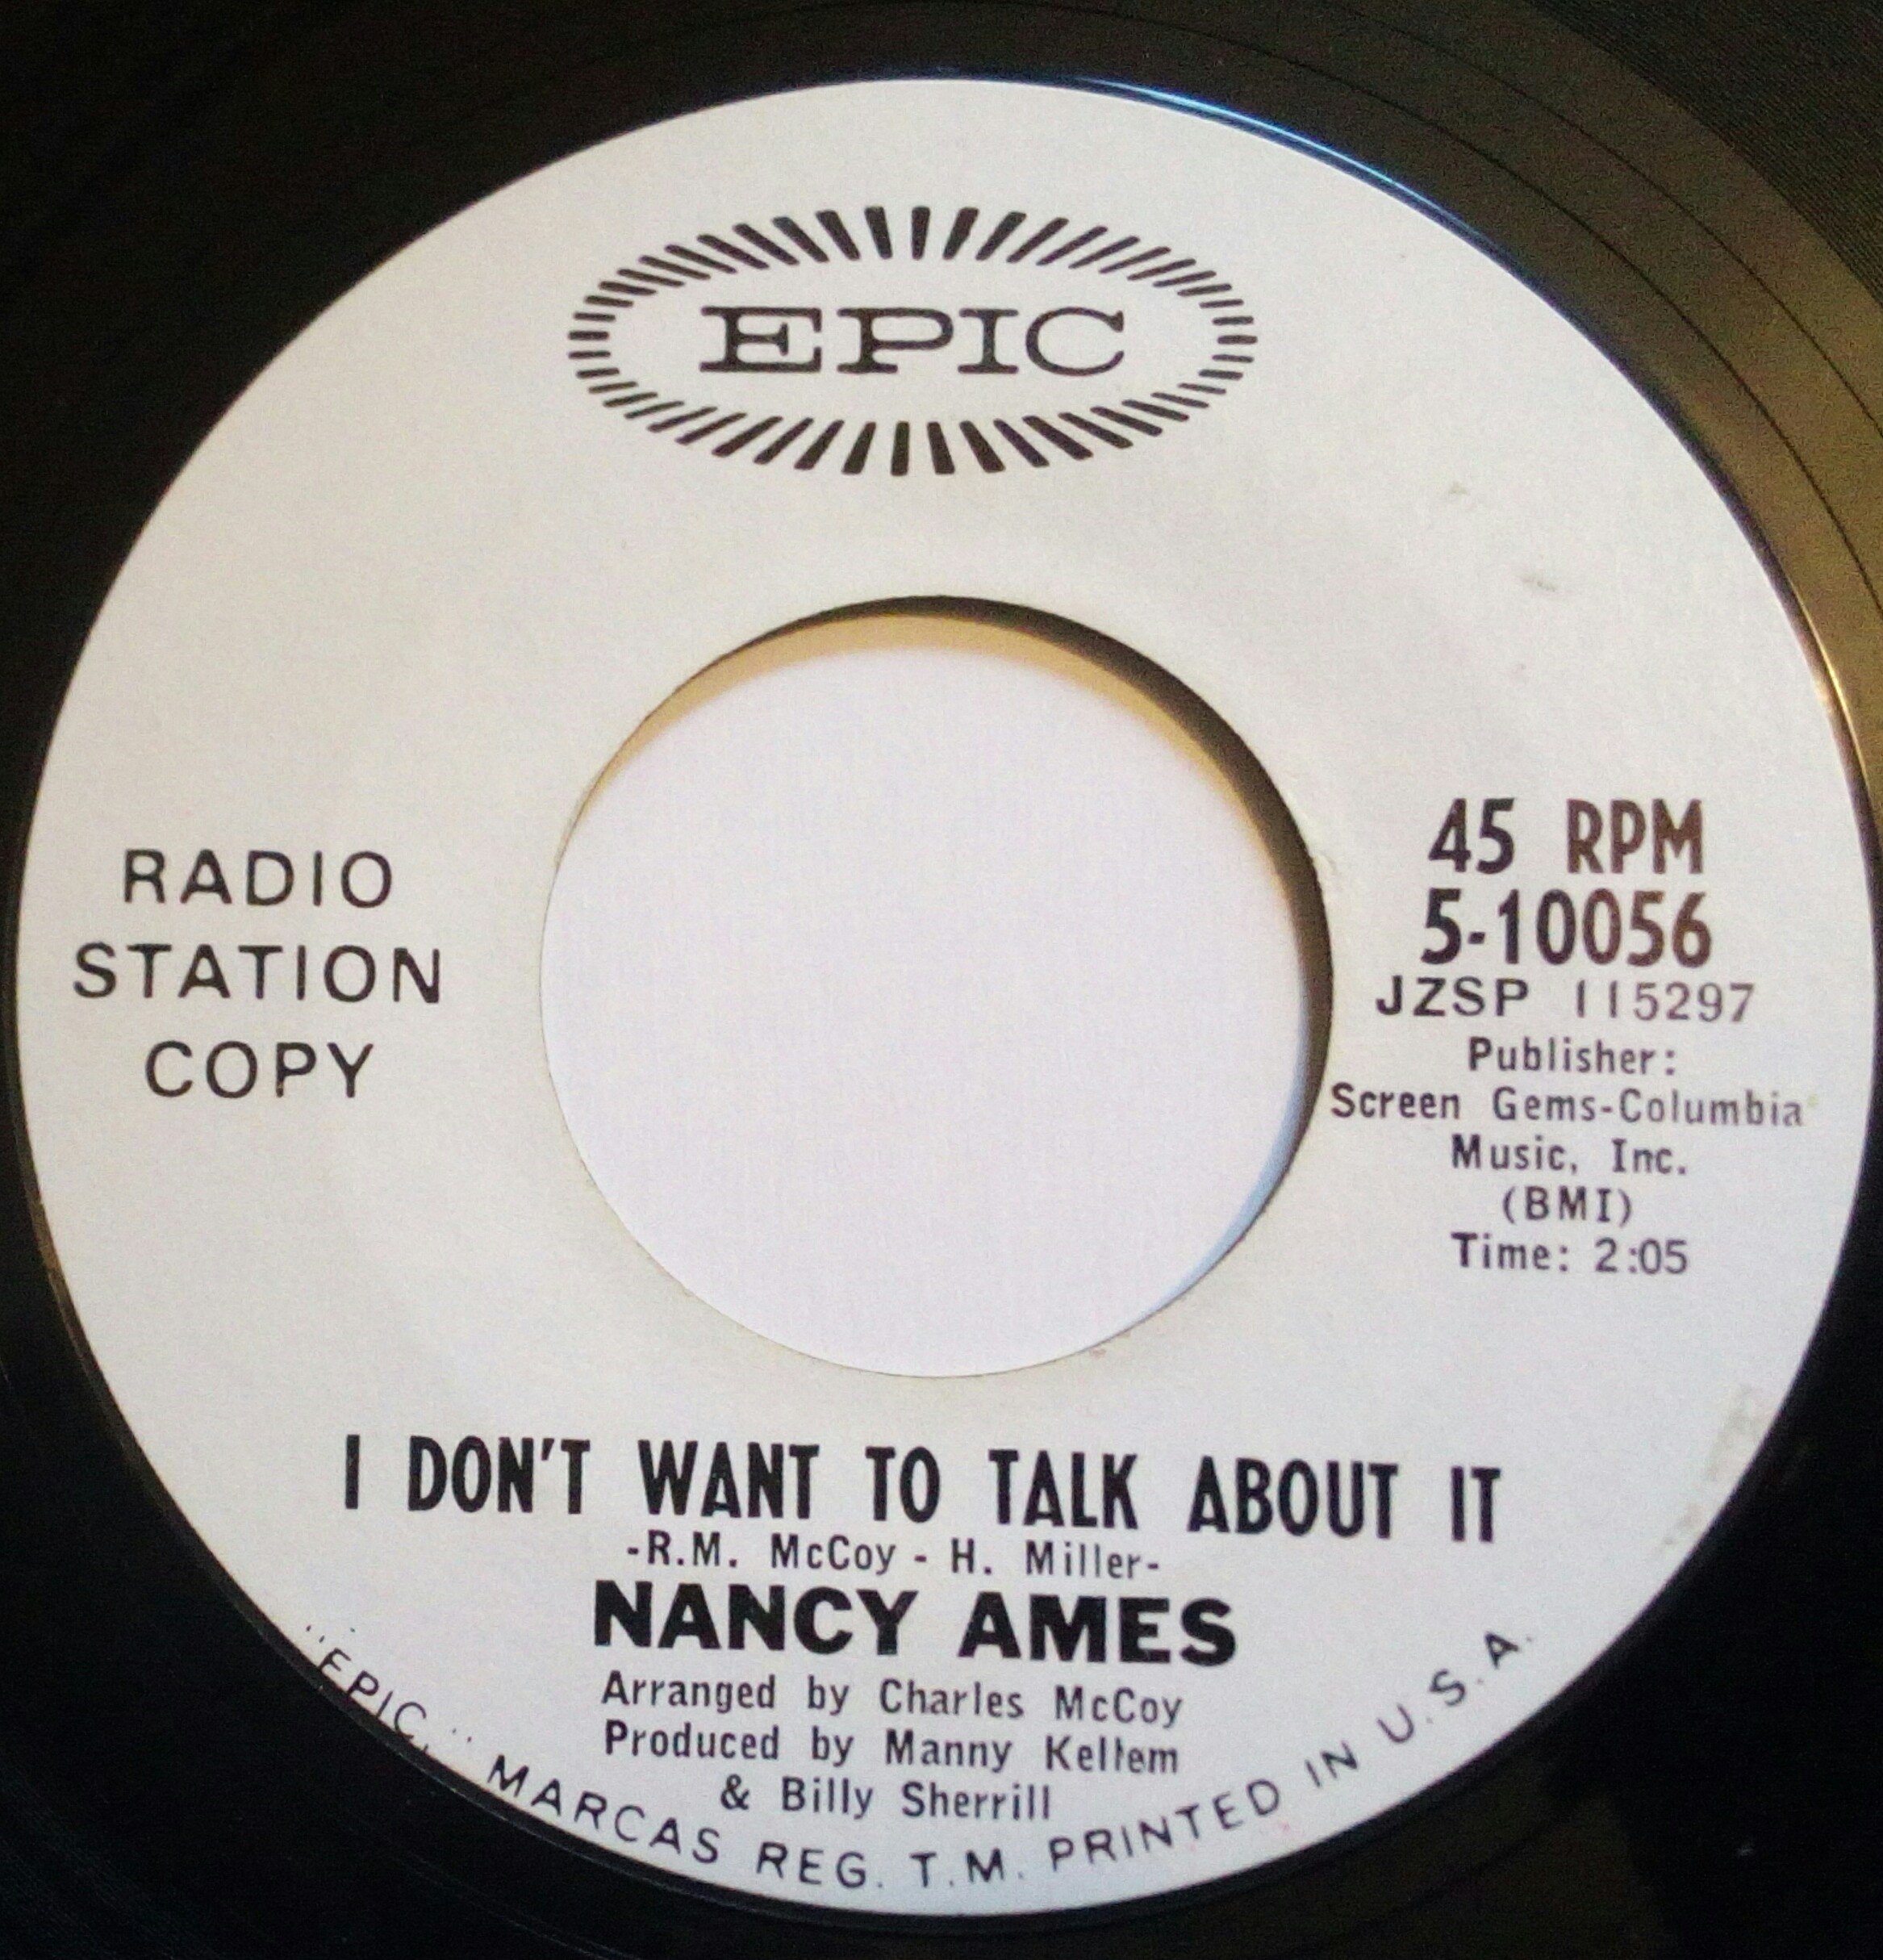 EPIC
RADIO
STATION
COPY
45 RPM
5-10056
JZSP 115297
Publisher:
Screen Gems-Columbia
Music, Inc.
(BMI)
Time: 2:05
I DON'T WANT TO TALK ABOUT IT
-R.M. McCoy - H. Miller-
NANCY AMES
Arranged by Charles McCoy
Produced by Manny Kellem
& Billy Sherrill
"EPIC," MARCAS REG. T.M. PRINTED IN U.S.A.